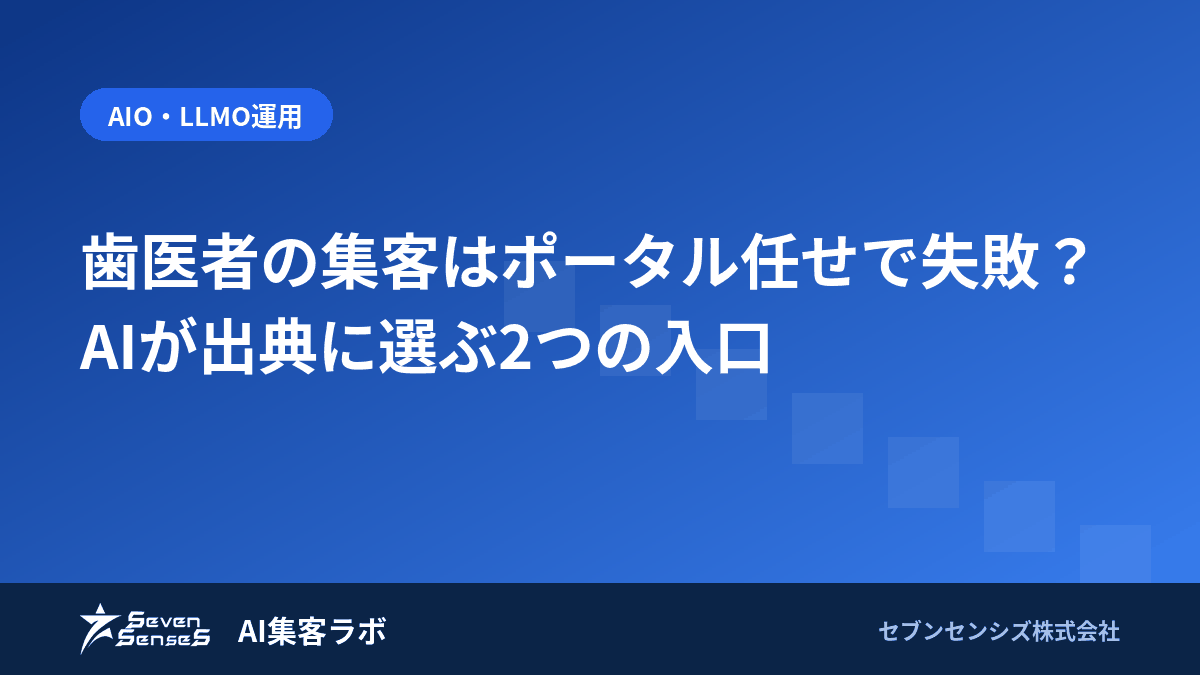 AIO・LLMO運用
歯医者の集客はポータル任せで失敗？
AIが出典に選ぶ2つの入口
Seven
SenseS
AI集客ラボ
セブンセンシズ株式会社